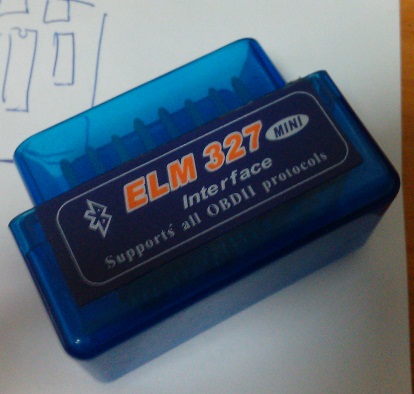 ELM 327 MINI
Interface
Supports all OBDII protocols